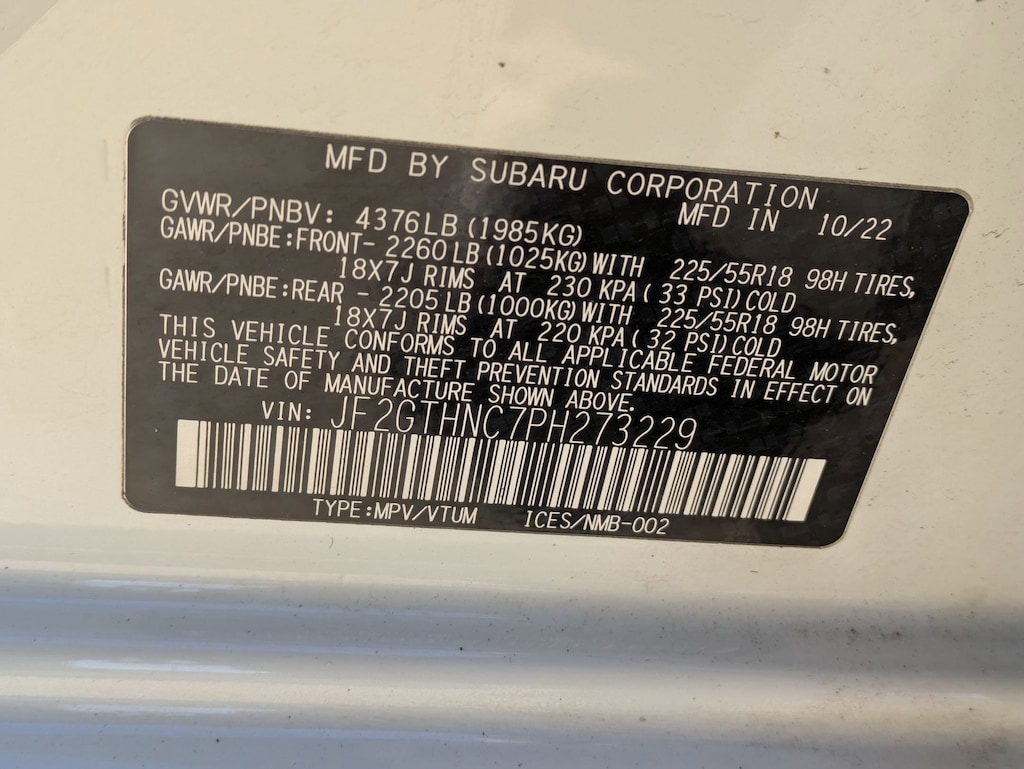 MFD BY SUBARU CORPORATION
MFD IN 10/22
GVWR/PNBV: 4376LB (1985KG)
GAWR/PNBE:FRONT- 2260LB (1025KG) WITH 225/55R18 98H TIRES,
18X7J RIMS AT 230 KPA ( 33 PSI) COLD
GAWR/PNBE:REAR - 2205LB (1000KG) WITH 225/55R18 98H TIRES,
18X7J RIMS AT 220 KPA ( 32 PSI) COLD
THIS VEHICLE CONFORMS TO ALL APPLICABLE FEDERAL MOTOR
VEHICLE SAFETY AND THEFT PREVENTION STANDARDS IN EFFECT ON
THE DATE OF MANUFACTURE SHOWN ABOVE.
VIN: JF2GTHNC7PH273229
TYPE:MPV/VTUM ICES/NMB-002